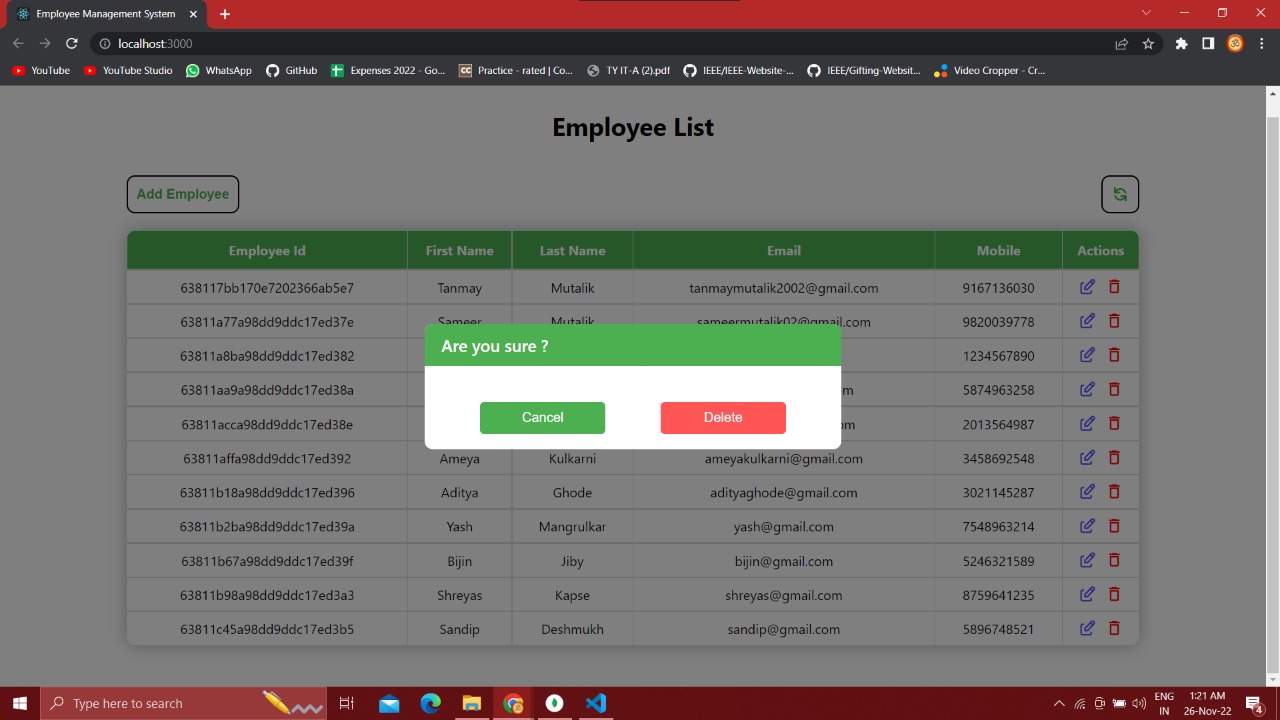 Employee Management System
localhost:3000
YouTube YouTube Studio WhatsApp GitHub Expenses 2022 - Go... Practice - rated | Co... TY IT-A (2).pdf IEEE/IEEE-Website-... IEEE/Gifting-Websit... Video Cropper - Cr...
Employee List
Add Employee
Employee Id First Name Last Name Email Mobile Actions
638117bb170e7202366ab5e7 Tanmay Mutalik tanmaymutalik2002@gmail.com 9167136030
63811a77a98dd9ddc17ed37e Sameer Mutalik sameermutalik02@gmail.com 9820039778
63811a8ba98dd9ddc17ed382 1234567890
63811aa9a98dd9ddc17ed38a 5874963258
63811acca98dd9ddc17ed38e 2013564987
Are you sure ?
Cancel Delete
63811affa98dd9ddc17ed392 Ameya Kulkarni ameyakulkarni@gmail.com 3458692548
63811b18a98dd9ddc17ed396 Aditya Ghode adityaghode@gmail.com 3021145287
63811b2ba98dd9ddc17ed39a Yash Mangrulkar yash@gmail.com 7548963214
63811b67a98dd9ddc17ed39f Bijin Jiby bijin@gmail.com 5246321589
63811b98a98dd9ddc17ed3a3 Shreyas Kapse shreyas@gmail.com 8759641235
63811c45a98dd9ddc17ed3b5 Sandip Deshmukh sandip@gmail.com 5896748521
Type here to search
ENG
IN
1:21 AM
26-Nov-22
4